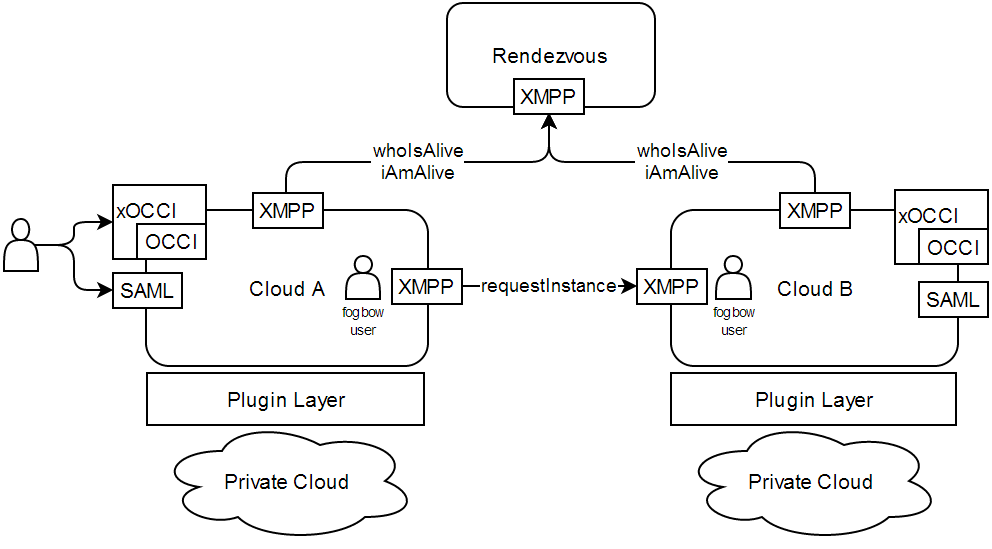 Rendezvous
XMPP
whoIsAlive
iAmAlive
whoIsAlive
iAmAlive
xOCCI
OCCI
SAML
XMPP
Cloud A
fogbow
user
XMPP
requestInstance
XMPP
fogbow
user
Cloud B
XMPP
xOCCI
OCCI
SAML
Plugin Layer
Private Cloud
Plugin Layer
Private Cloud